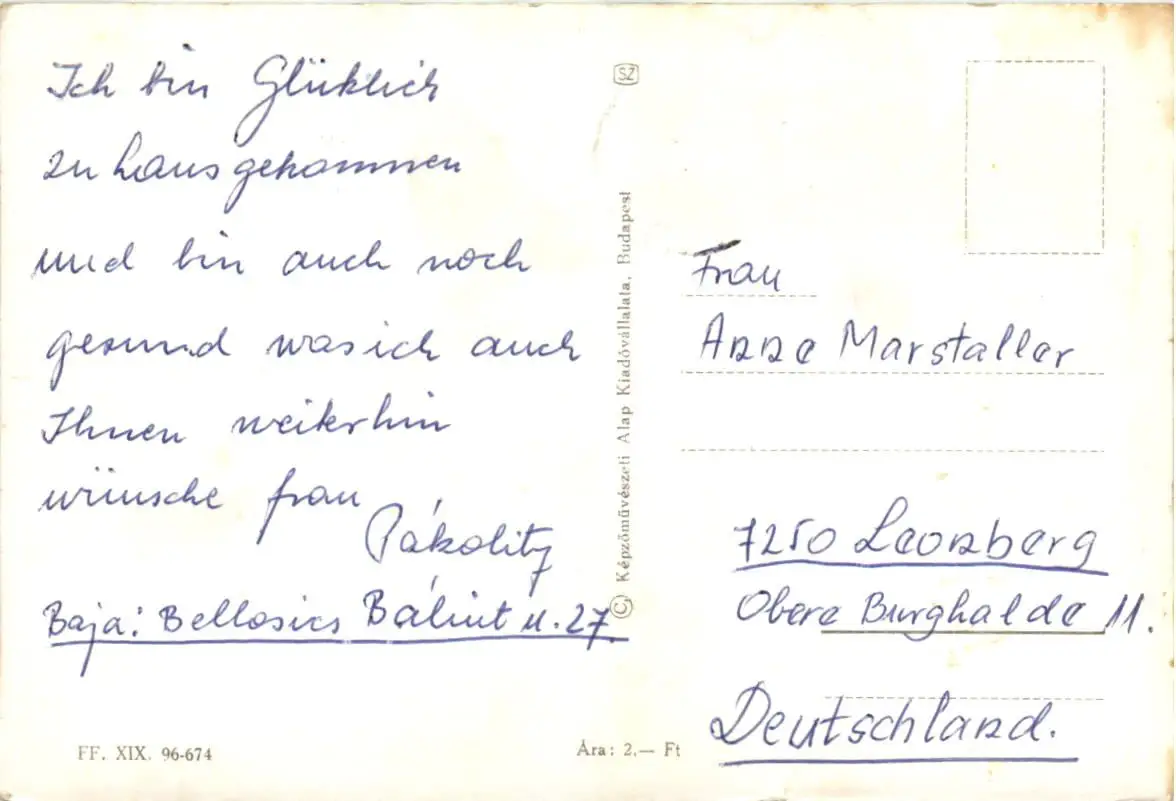 Ich bin Glüklich
zu haus gekommen
und bin auch noch
gesund was ich auch
Ihnen weiterhin
wünsche frau
Pákolitz
Baja: Bellosics Bálint u. 27.
FF. XIX. 96-674
SZ
© Képzőművészeti Alap Kiadóvállalata, Budapest
Ára: 2,— Ft
Frau
Anne Marstaller
7250 Leonberg
Obere Burghalde 11.
Deutschland.